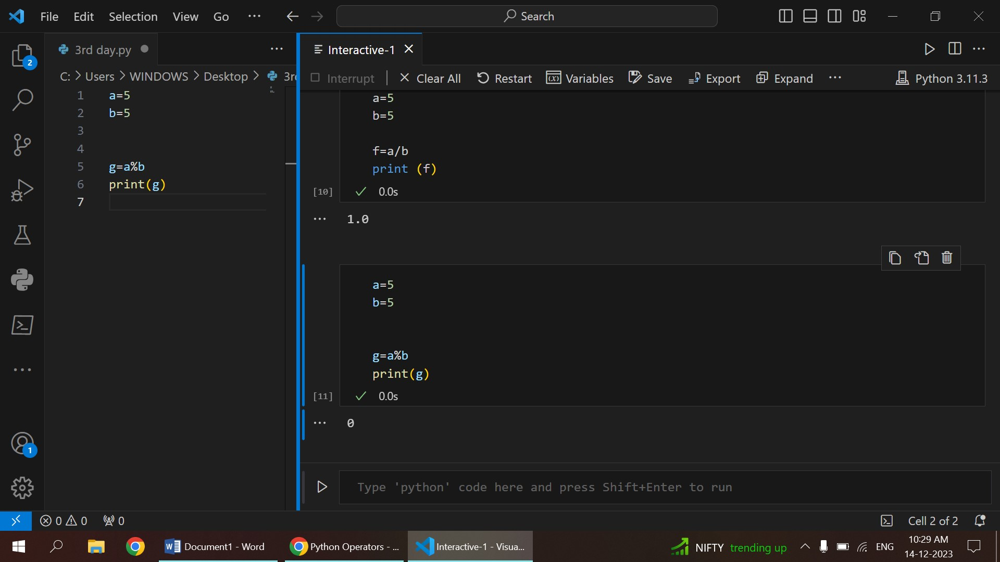 File Edit Selection View Go ··· Search
2
3rd day.py ···
C: > Users > WINDOWS > Desktop > 3rd
1 a=5
2 b=5
3
4
5 g=a%b
6 print(g)
7
1
Interactive-1
Interrupt | Clear All Restart Variables Save Export Expand ··· Python 3.11.3
a=5
b=5
f=a/b
print (f)
[10] 0.0s
··· 1.0
a=5
b=5
g=a%b
print(g)
[11] 0.0s
··· 0
Type 'python' code here and press Shift+Enter to run
0 0 0 Cell 2 of 2
Document1 - Word Python Operators - ... Interactive-1 - Visua... NIFTY trending up ENG 10:29 AM
14-12-2023